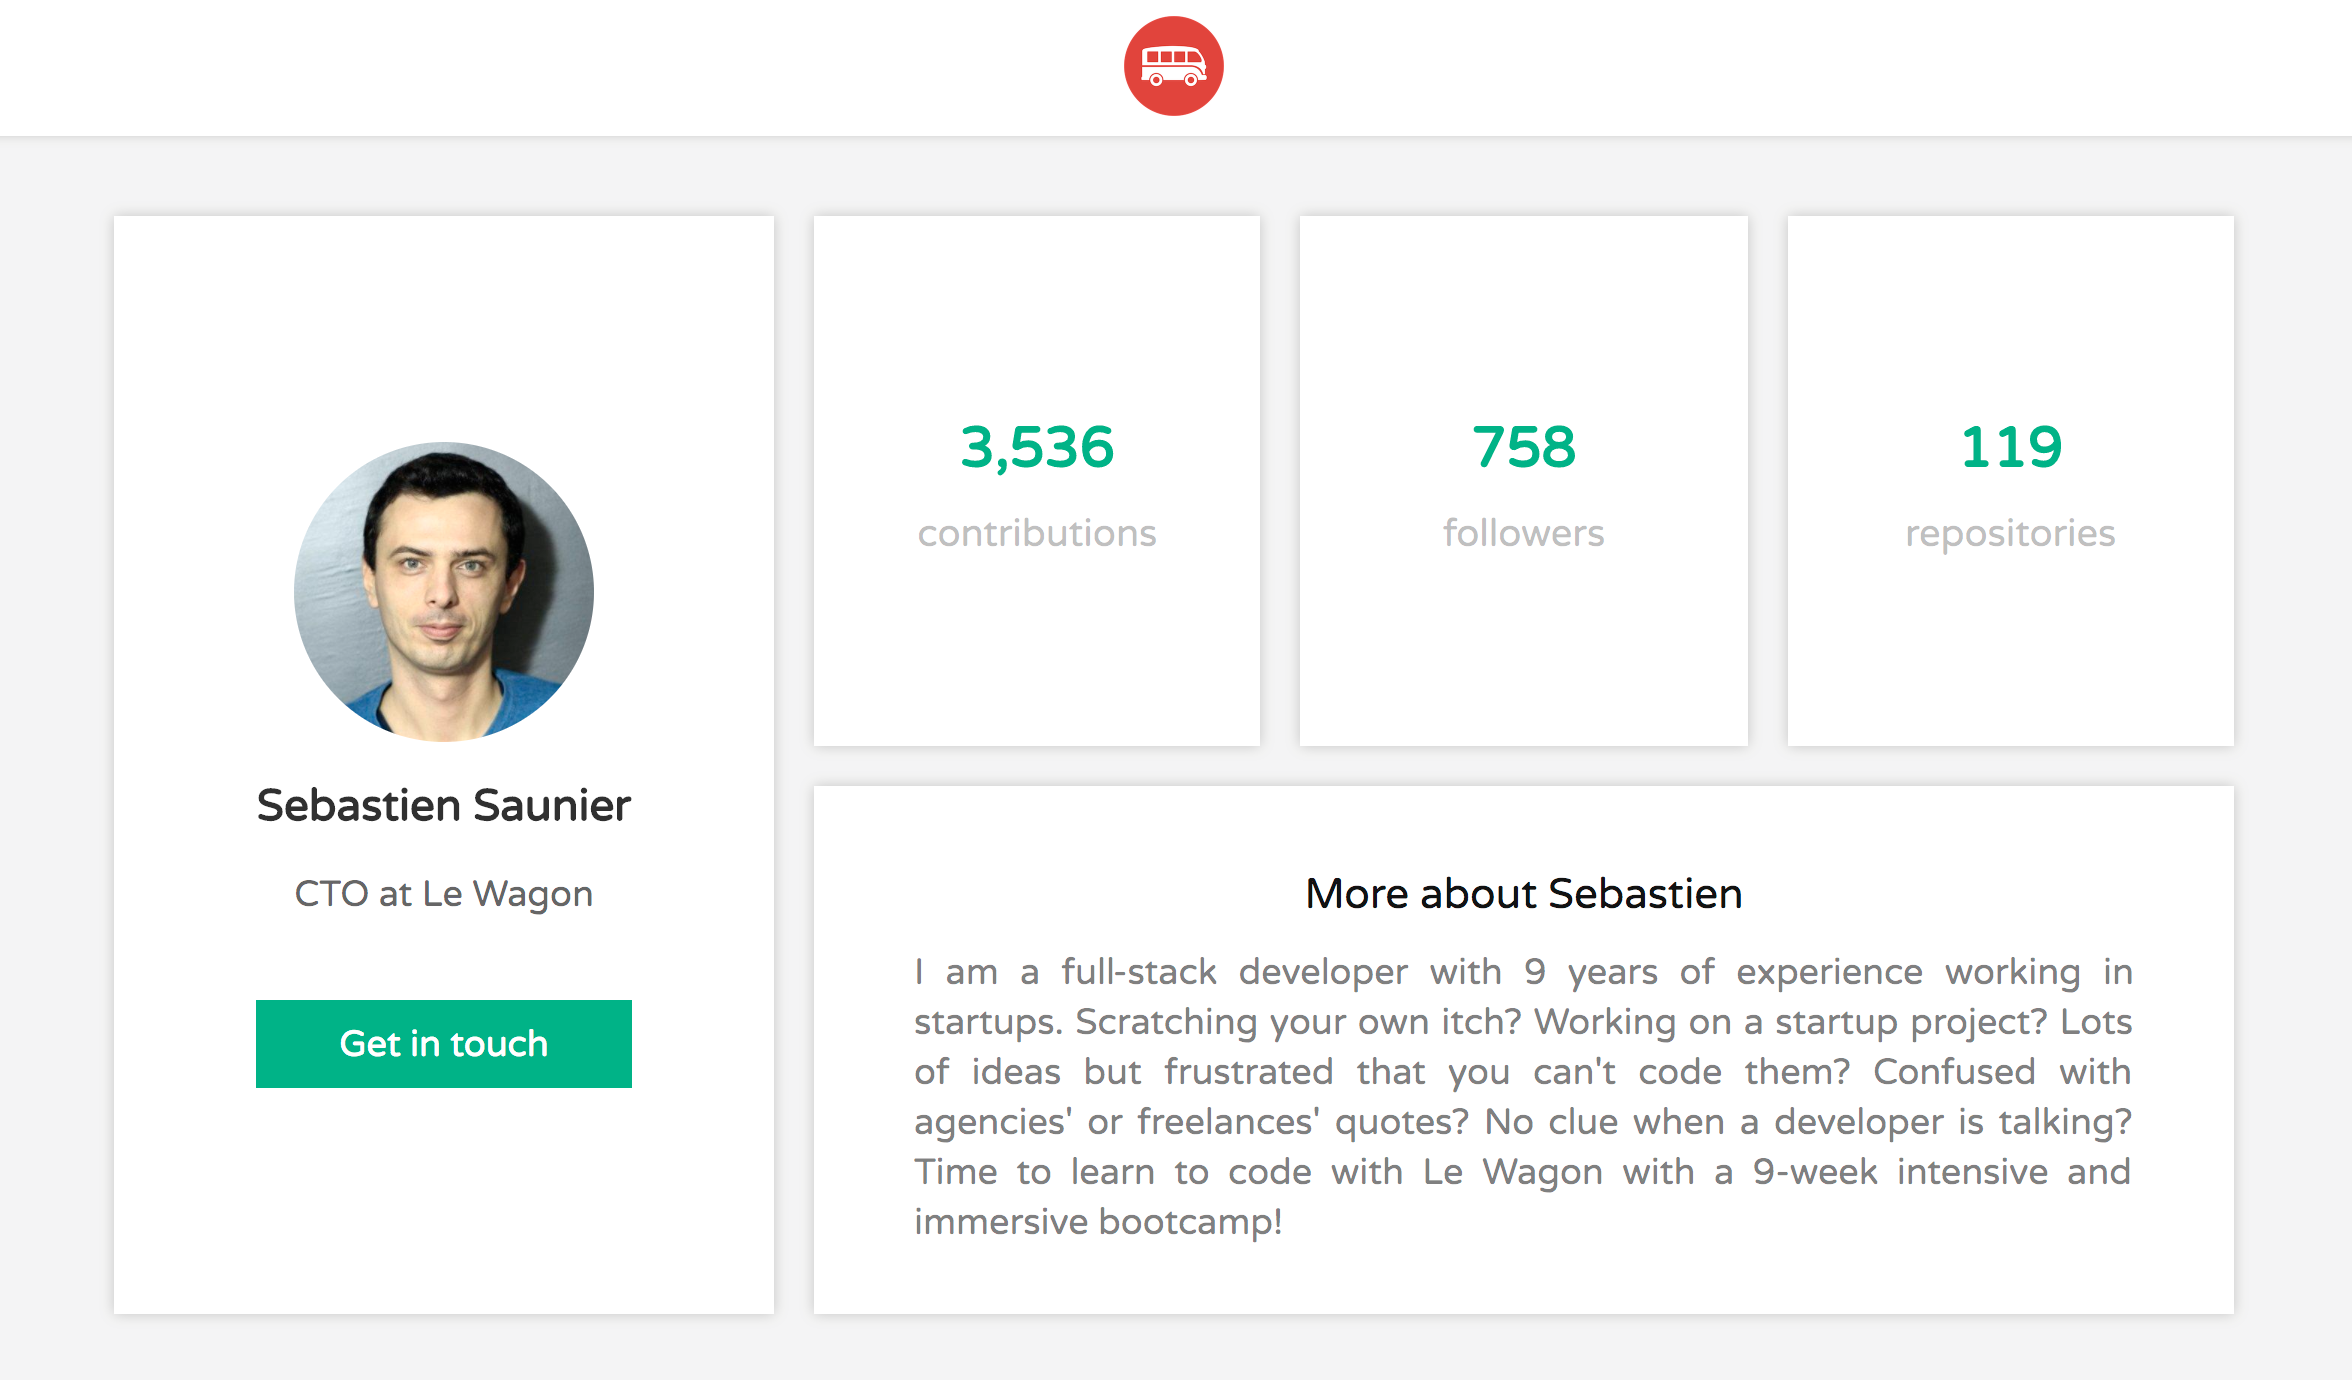 Sebastien Saunier
CTO at Le Wagon
Get in touch
3,536
contributions
758
followers
119
repositories
More about Sebastien
I am a full-stack developer with 9 years of experience working in
startups. Scratching your own itch? Working on a startup project? Lots
of ideas but frustrated that you can't code them? Confused with
agencies' or freelances' quotes? No clue when a developer is talking?
Time to learn to code with Le Wagon with a 9-week intensive and
immersive bootcamp!